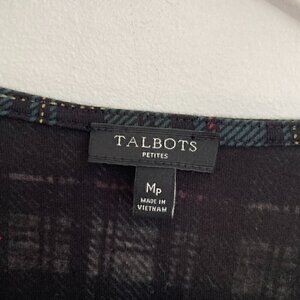 TALBOTS
PETITES
MP
MADE IN
VIETNAM